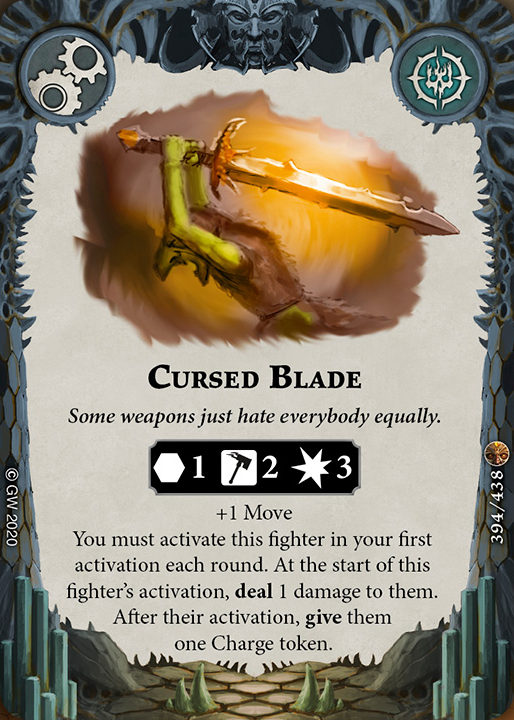 Cursed Blade
Some weapons just hate everybody equally.
1 2 3
+1 Move
You must activate this fighter in your first
activation each round. At the start of this
fighter's activation, deal 1 damage to them.
After their activation, give them
one Charge token.
© GW 2020
394/438